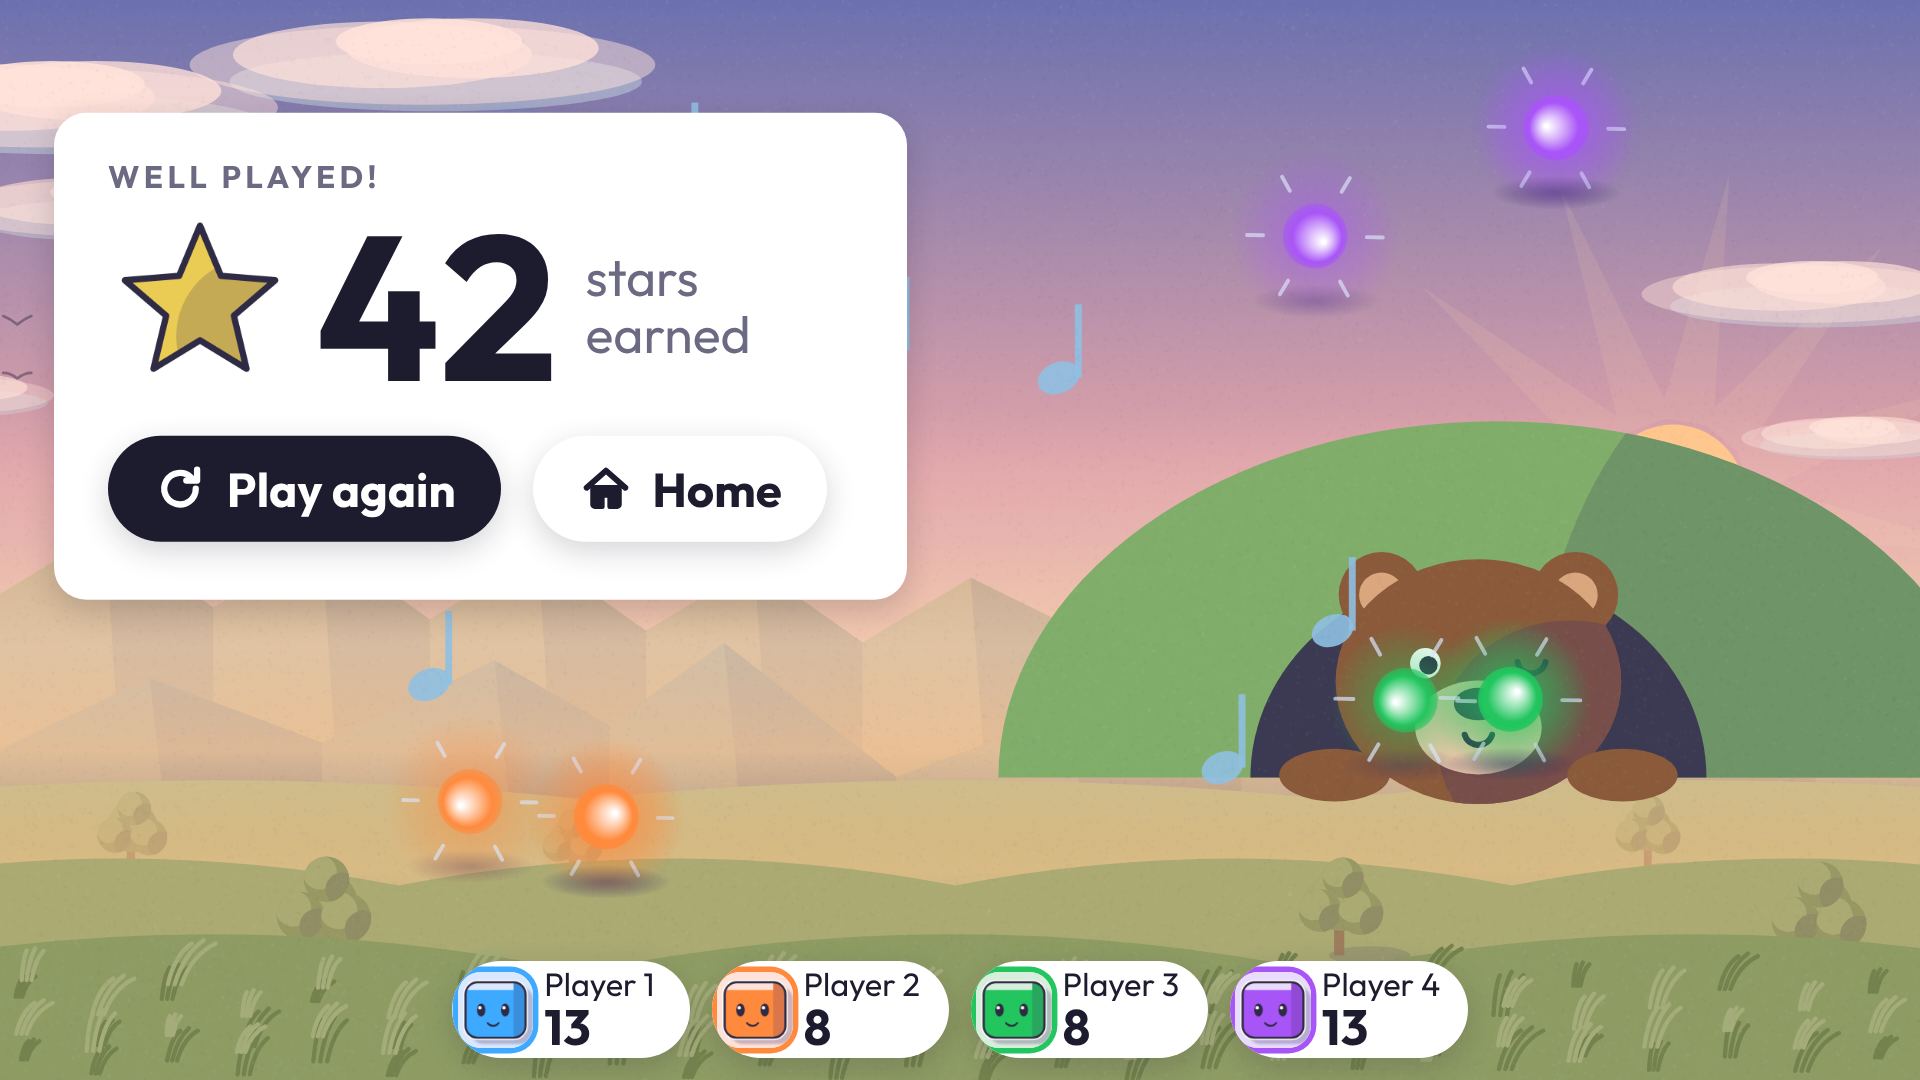 WELL PLAYED!
42
stars
earned
Play again
Home
Player 1
13
Player 2
8
Player 3
8
Player 4
13